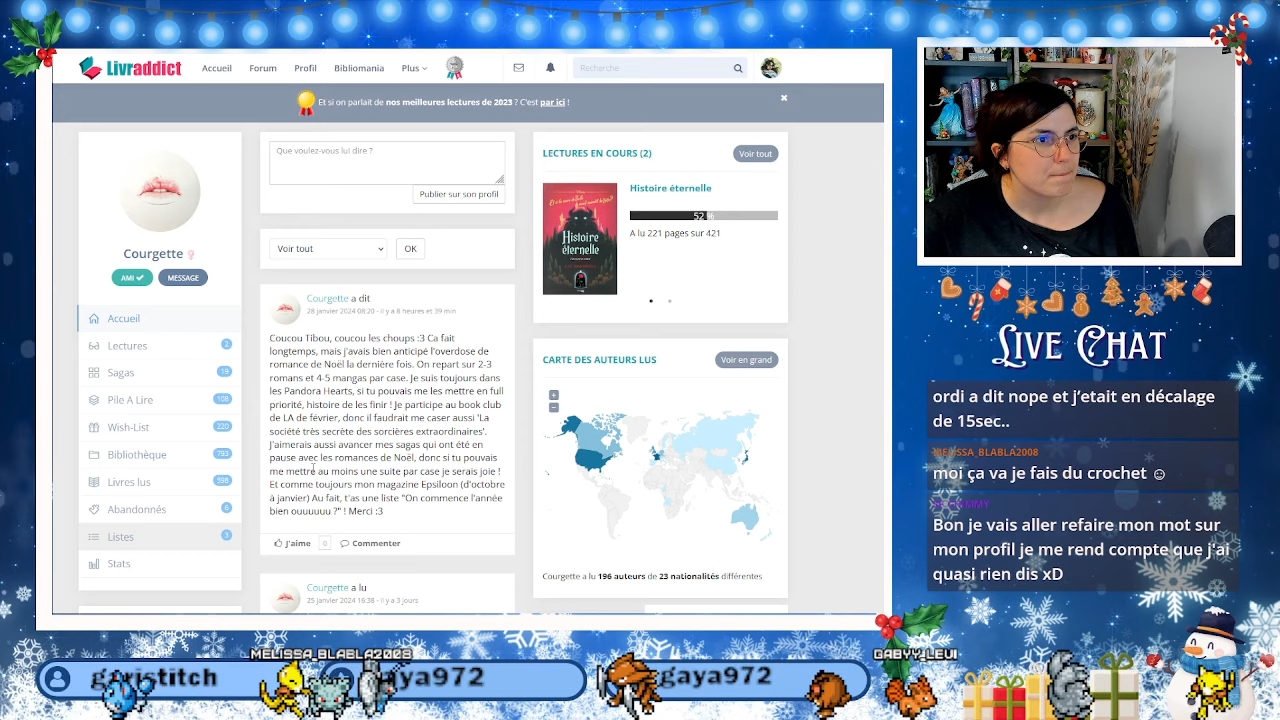 Livraddict
Accueil
Forum
Profil
Bibliomania
Plus
Recherche
Et si on parlait de nos meilleures lectures de 2023 ? C'est par ici !
Courgette
AMI
MESSAGE
Accueil
Lectures 2
Sagas 19
Pile A Lire 108
Wish-List 220
Bibliothèque 793
Livres lus 598
Abandonnés 6
Listes 3
Stats
Que voulez-vous lui dire ?
Publier sur son profil
Voir tout
OK
Courgette a dit
28 janvier 2024 08:20 - il y a 8 heures et 39 min
Coucou Tibou, coucou les choups :3 Ca fait
longtemps, mais j'avais bien anticipé l'overdose de
romans de Noël la dernière fois. On repart sur 2-3
romans et 4-5 mangas par case. Je suis toujours dans
les Pandora Hearts, si tu pouvais me les mettre en full
priorité, histoire de les finir ! Je participe au book club
de LA de février, donc il faudrait me caser aussi 'La
société très secrète des sorcières extraordinaires'.
J'aimerais aussi avancer mes sagas qui ont été en
pause avec les romances de Noël, donc si tu pouvais
me mettre au moins une suite par case je serais joie !
Et comme toujours mon magazine Epsiloon (d'octobre
à janvier) Au fait, t'as une liste "On commence l'année
bien ouuuuuu ?" ! Merci :3
J'aime 0 Commenter
Courgette a lu
25 janvier 2024 16:38 - il y a 3 jours
LECTURES EN COURS (2)
Voir tout
Histoire éternelle
Histoire éternelle
52 %
A lu 221 pages sur 421
CARTE DES AUTEURS LUS
Voir en grand
+
−
Courgette a lu 196 auteurs de 23 nationalités différentes
LIVE CHAT
ordi a dit nope et j'etait en décalage
de 15sec..
MELISSA_BLABLA2008
moi ça va je fais du crochet ☺
Bon je vais aller refaire mon mot sur
mon profil je me rend compte que j'ai
quasi rien dis xD
MELISSA_BLABLA2008
GABYY_LEVI
gaya972